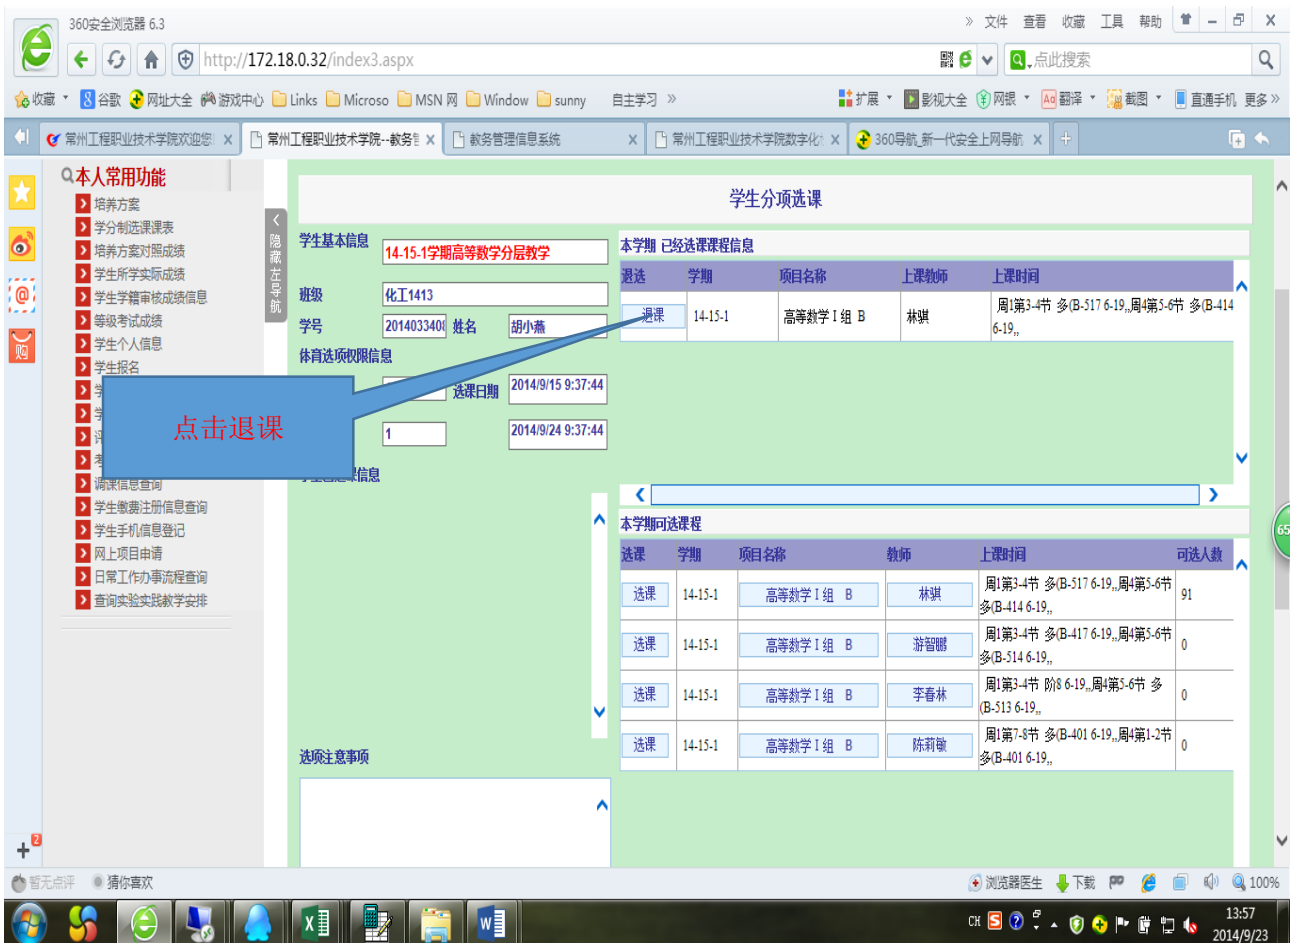 360安全浏览器 6.3
» 文件 查看 收藏 工具 帮助
http://172.18.0.32/index3.aspx
点此搜索
收藏 谷歌 网址大全 游戏中心 Links Microso MSN 网 Window sunny 自主学习 »
扩展 影视大全 网银 翻译 截图 直通手机 更多 »
常州工程职业技术学院欢迎您
常州工程职业技术学院--教务
教务管理信息系统
常州工程职业技术学院数字化
360导航_新一代安全上网导航
本人常用功能
培养方案
学分制选课课表
培养方案对照成绩
学生所学实际成绩
学生学籍审核成绩信息
等级考试成绩
学生个人信息
学生报名
调课信息查询
学生缴费注册信息查询
学生手机信息登记
网上项目申请
日常工作办事流程查询
查询实验实践教学安排
隐藏左导航
学生分项选课
学生基本信息
14-15-1学期高等数学分层教学
班级 化工1413
学号 2014033408 姓名 胡小燕
体育选项权限信息
选课日期 2014/9/15 9:37:44
1 2014/9/24 9:37:44
点击退课
选项注意事项
本学期 已经选课课程信息
退选 学期 项目名称 上课教师 上课时间
退课 14-15-1 高等数学 I 组 B 林骐 周1第3-4节 多(B-517 6-19,,周4第5-6节 多(B-414
6-19,,
本学期可选课程
选课 学期 项目名称 教师 上课时间 可选人数
选课 14-15-1 高等数学 I 组 B 林骐 周1第3-4节 多(B-517 6-19,,周4第5-6节
多(B-414 6-19,, 91
选课 14-15-1 高等数学 I 组 B 游智鹏 周1第3-4节 多(B-417 6-19,,周4第5-6节
多(B-514 6-19,, 0
选课 14-15-1 高等数学 I 组 B 李春林 周1第3-4节 阶8 6-19,,周4第5-6节 多
(B-513 6-19,, 0
选课 14-15-1 高等数学 I 组 B 陈莉敏 周1第7-8节 多(B-401 6-19,,周4第1-2节
多(B-401 6-19,, 0
65
2
暂无点评 猜你喜欢
浏览器医生 下载 100%
CH
13:57
2014/9/23